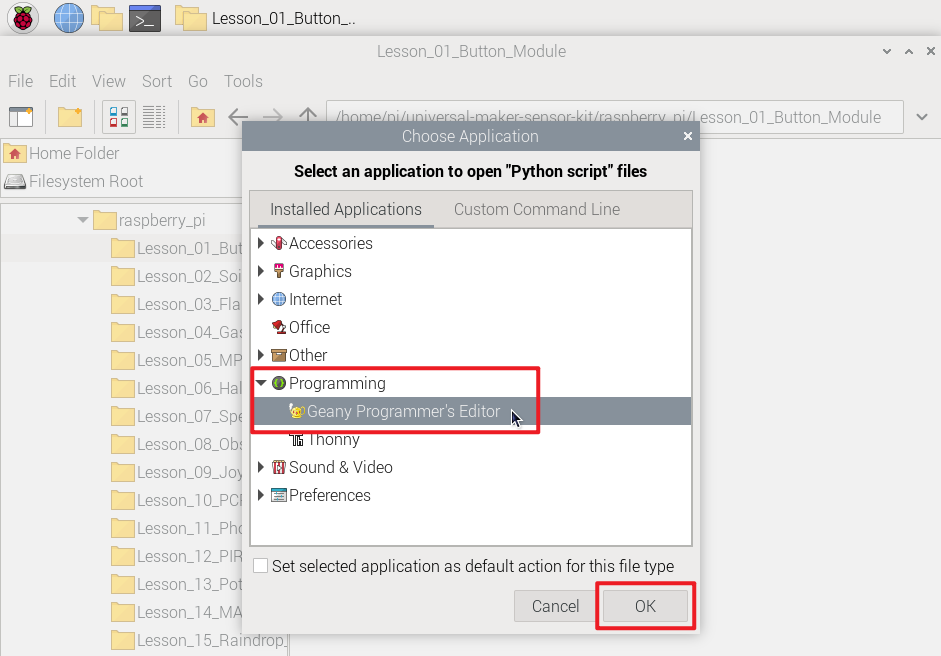 Lesson_01_Button_..
Lesson_01_Button_Module
File Edit View Sort Go Tools
/home/pi/universal-maker-sensor-kit/raspberry_pi/Lesson_01_Button_Module
Home Folder
Filesystem Root
raspberry_pi
Lesson_01_But
Lesson_02_Soi
Lesson_03_Fla
Lesson_04_Gas
Lesson_05_MP
Lesson_06_Hal
Lesson_07_Spe
Lesson_08_Obs
Lesson_09_Joy
Lesson_10_PCF
Lesson_11_Pho
Lesson_12_PIR
Lesson_13_Pot
Lesson_14_MA
Lesson_15_Raindrop_
Choose Application
Select an application to open "Python script" files
Installed Applications Custom Command Line
Accessories
Graphics
Internet
Office
Other
Programming
Geany Programmer's Editor
Thonny
Sound & Video
Preferences
Set selected application as default action for this file type
Cancel OK